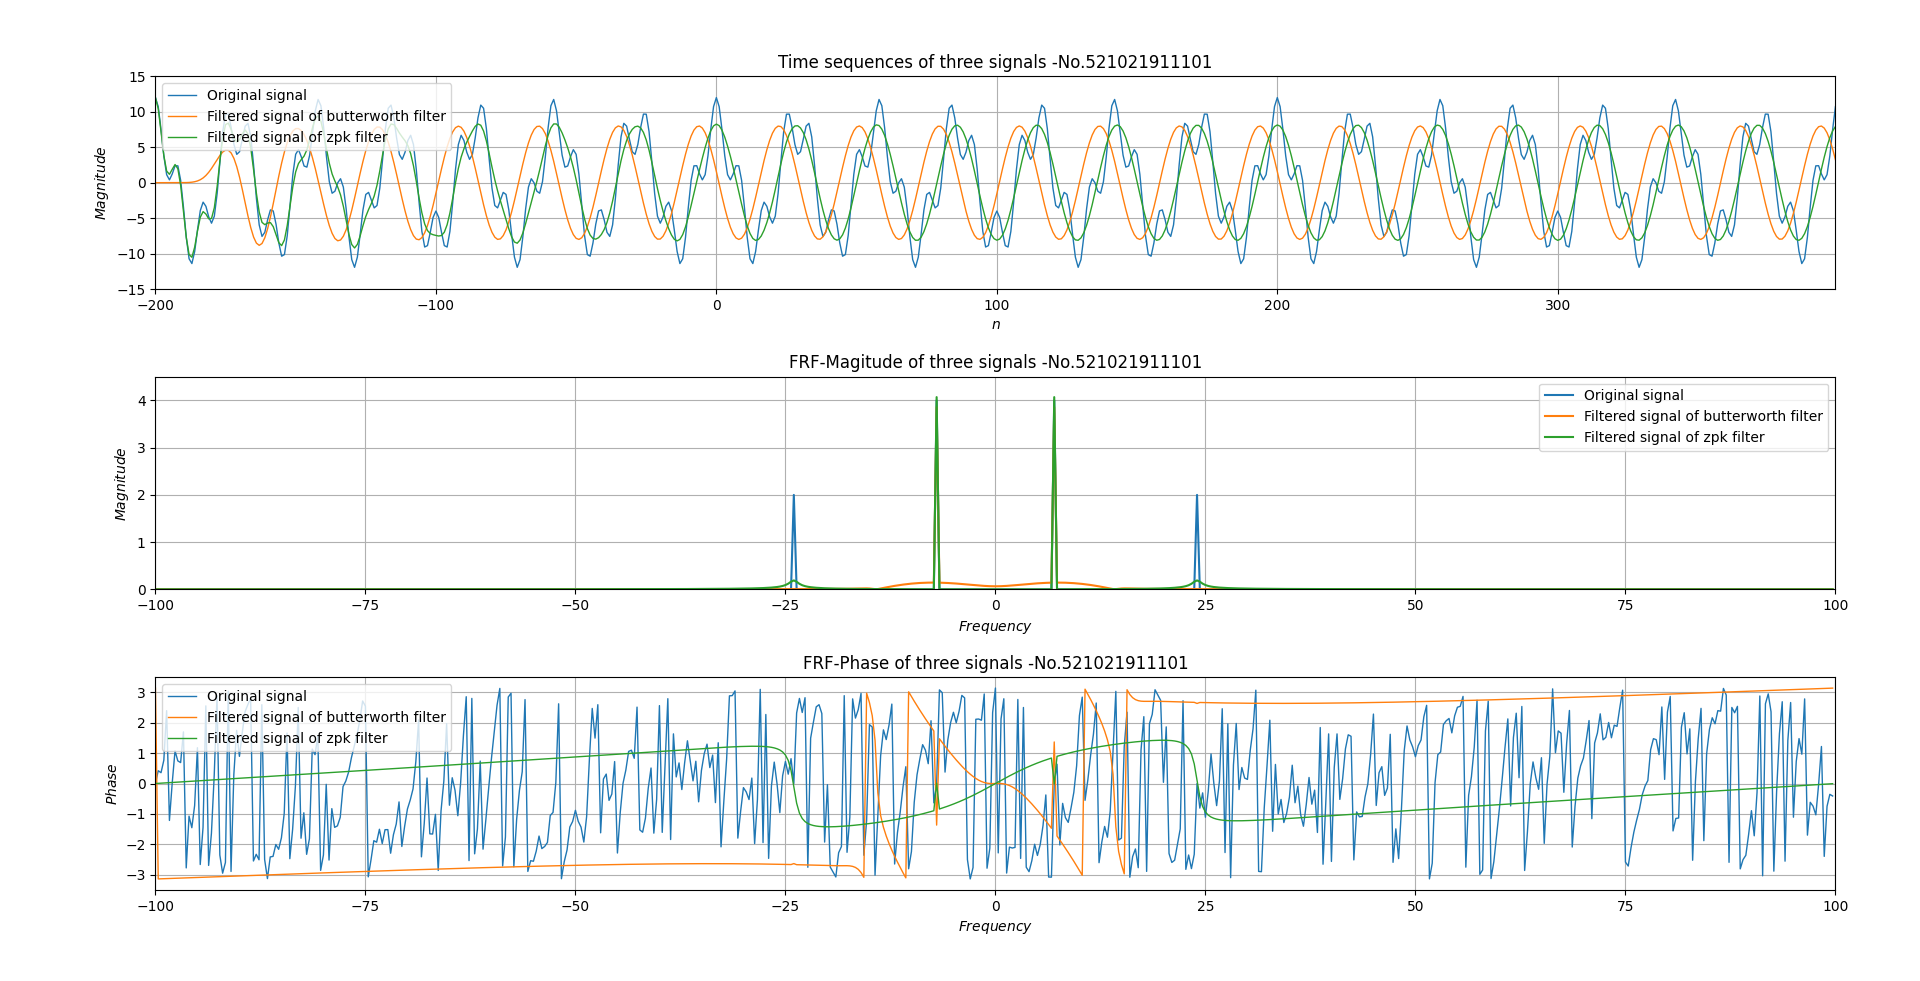 Time sequences of three signals -No.521021911101
Original signal
Filtered signal of butterworth filter
Filtered signal of zpk filter
Magnitude
15
10
5
0
−5
−10
−15
−200
−100
0
100
200
300
n
FRF-Magitude of three signals -No.521021911101
Original signal
Filtered signal of butterworth filter
Filtered signal of zpk filter
Magnitude
4
3
2
1
0
−100
−75
−50
−25
0
25
50
75
100
Frequency
FRF-Phase of three signals -No.521021911101
Original signal
Filtered signal of butterworth filter
Filtered signal of zpk filter
Phase
3
2
1
0
−1
−2
−3
−100
−75
−50
−25
0
25
50
75
100
Frequency